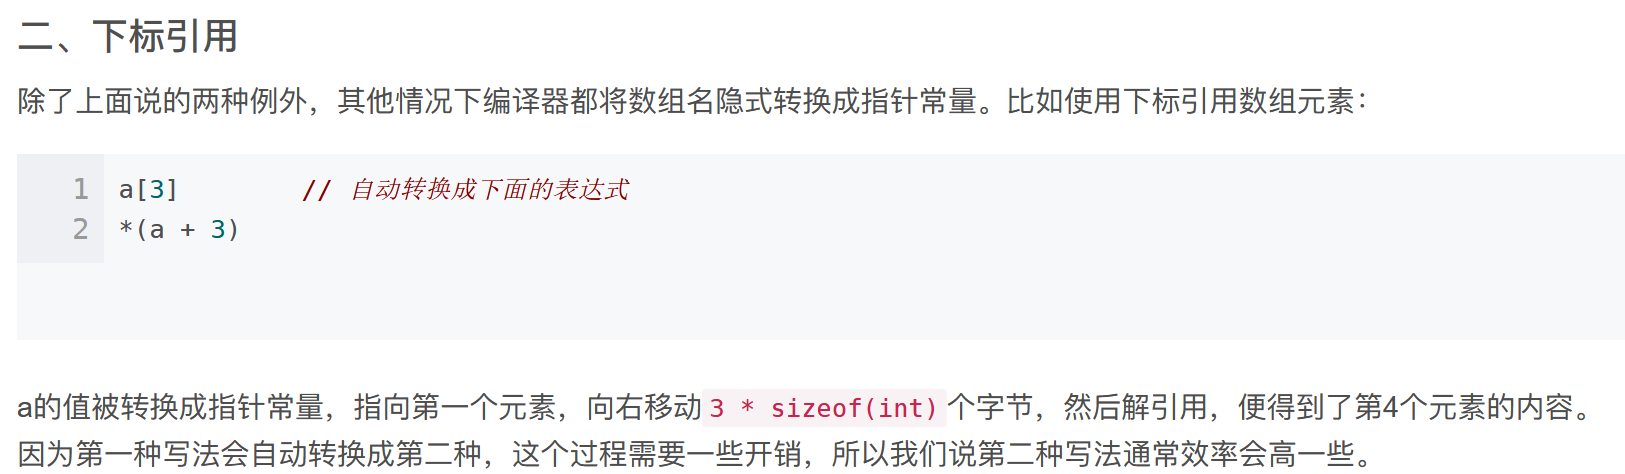 二、下标引用
除了上面说的两种例外，其他情况下编译器都将数组名隐式转换成指针常量。比如使用下标引用数组元素：
1 a[3] // 自动转换成下面的表达式
2 *(a + 3)
a的值被转换成指针常量，指向第一个元素，向右移动3 * sizeof(int)个字节，然后解引用，便得到了第4个元素的内容。
因为第一种写法会自动转换成第二种，这个过程需要一些开销，所以我们说第二种写法通常效率会高一些。